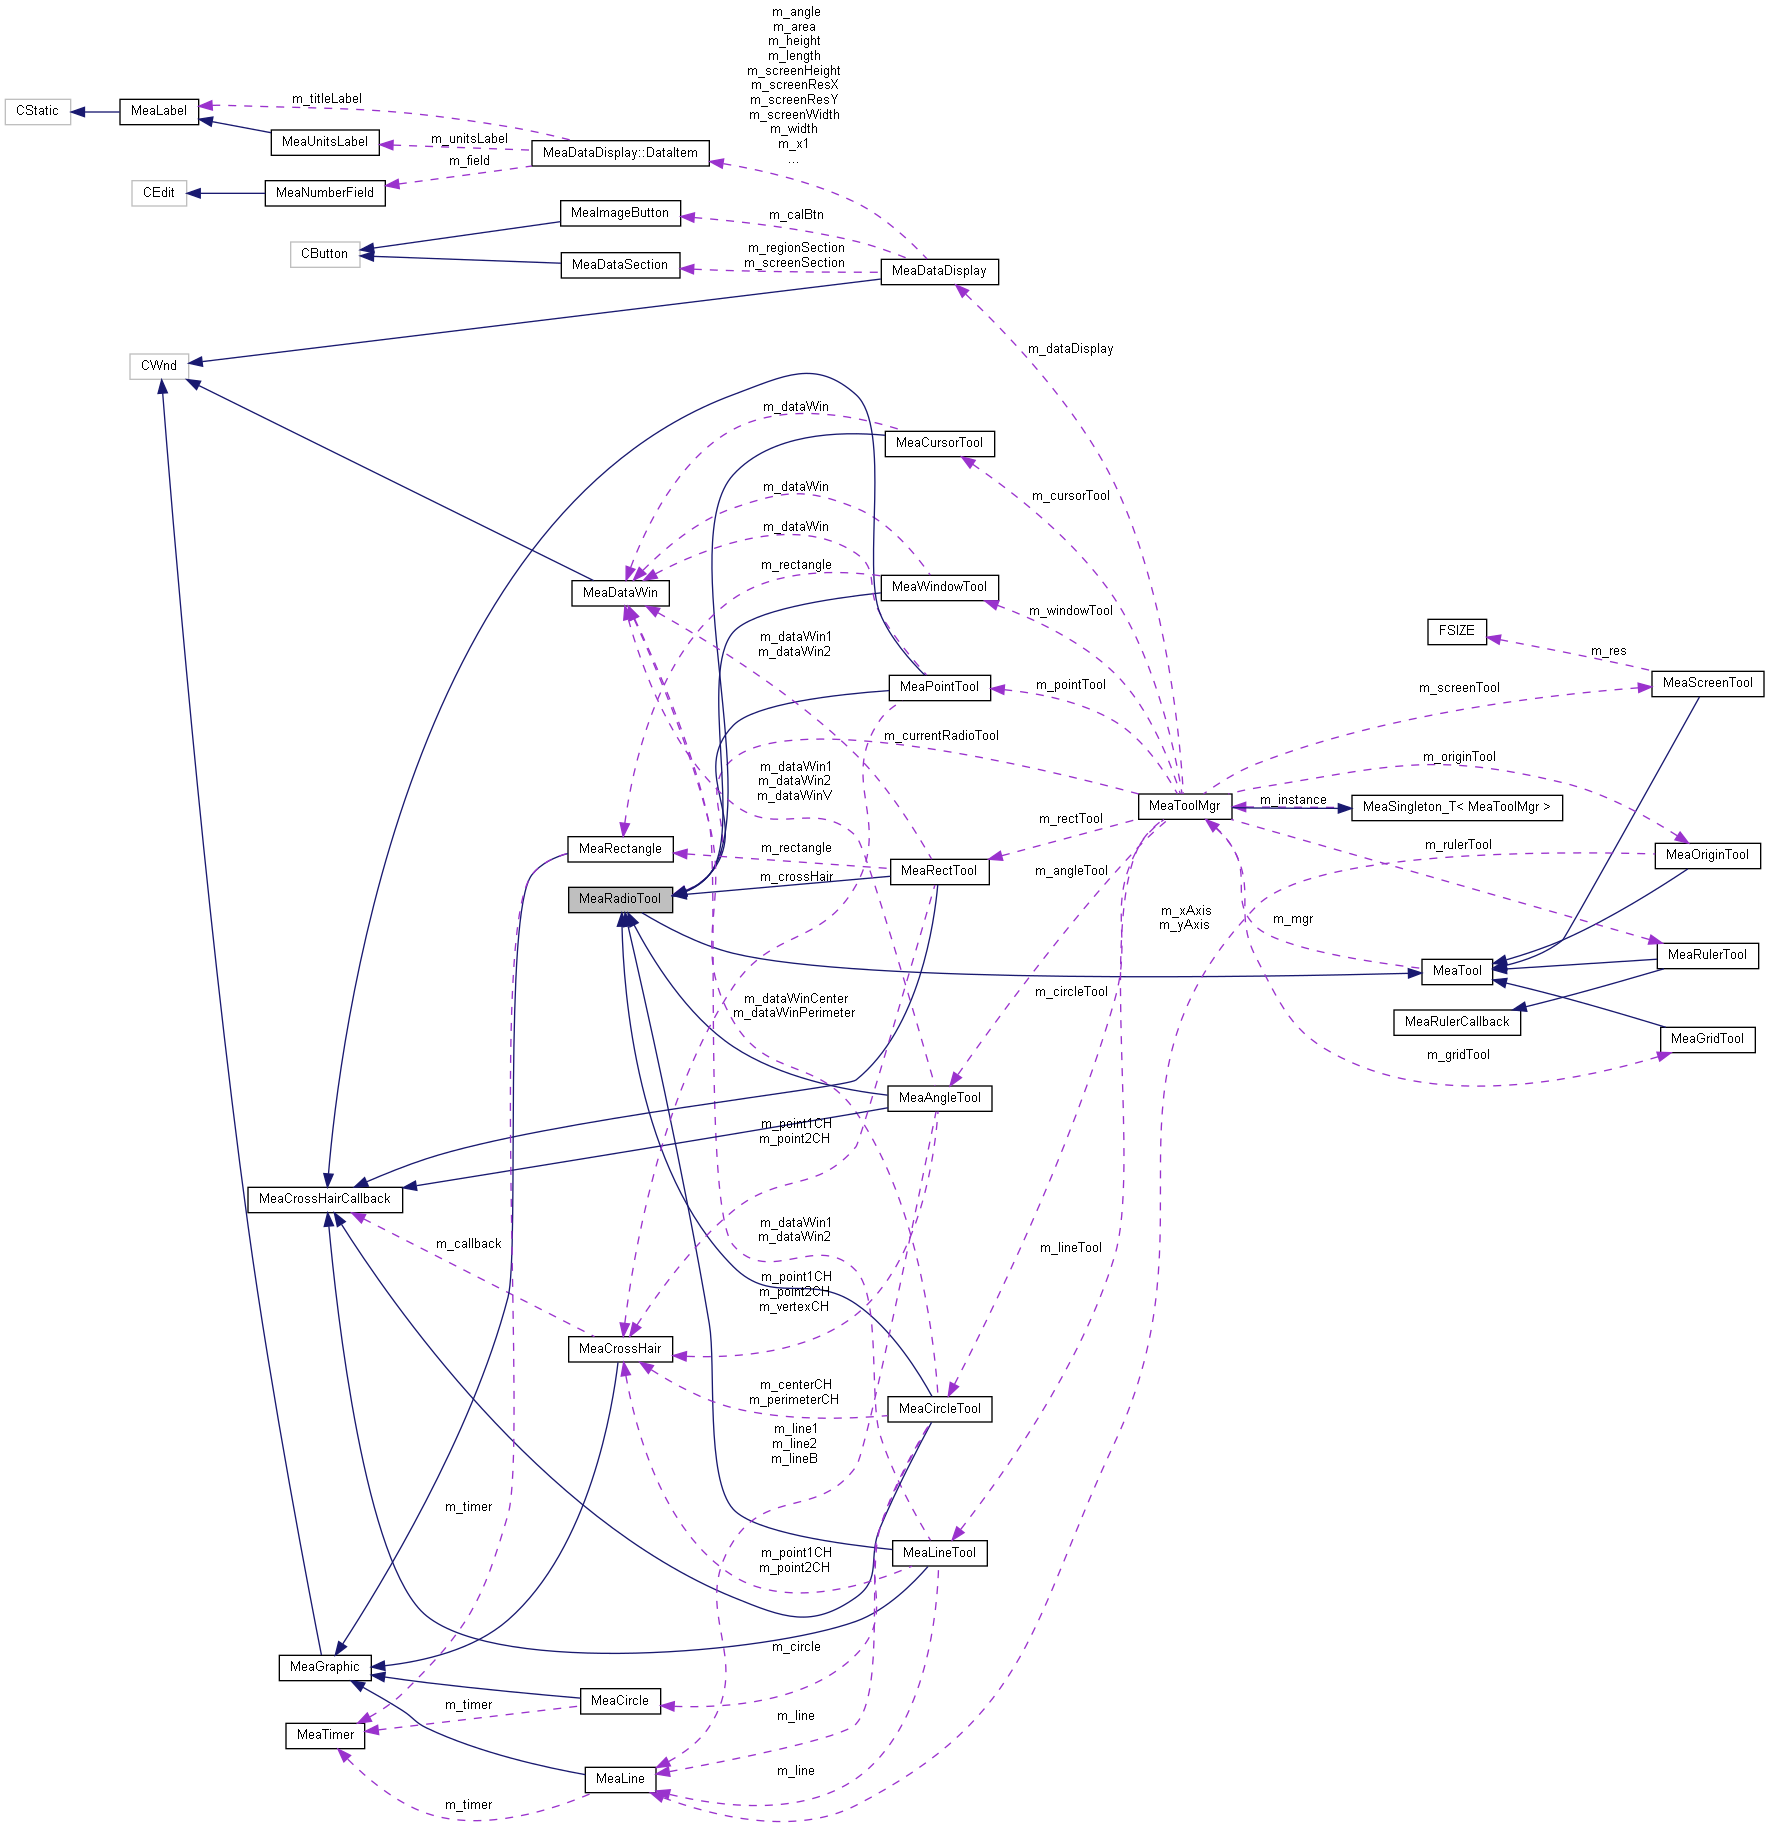 m_angle
m_area
m_height
m_length
m_screenHeight
m_screenResX
m_screenResY
m_screenWidth
m_width
m_x1
...
m_titleLabel
CStatic
MeaLabel
MeaUnitsLabel
m_unitsLabel
MeaDataDisplay::DataItem
m_field
CEdit
MeaNumberField
MeaImageButton
m_calBtn
CButton
m_regionSection
m_screenSection
MeaDataSection
MeaDataDisplay
m_dataDisplay
CWnd
m_dataWin
MeaCursorTool
m_cursorTool
m_dataWin
m_dataWin
m_rectangle
MeaDataWin
MeaWindowTool
m_windowTool
FSIZE
m_res
m_dataWin1
m_dataWin2
MeaPointTool
m_pointTool
m_screenTool
MeaScreenTool
m_currentRadioTool
m_originTool
m_dataWin1
m_dataWin2
m_dataWinV
MeaToolMgr
m_instance
MeaSingleton_T< MeaToolMgr >
m_rectTool
m_rulerTool
MeaOriginTool
MeaRectangle
m_rectangle
MeaRectTool
m_crossHair
m_angleTool
MeaRadioTool
m_xAxis
m_yAxis
m_mgr
MeaRulerTool
MeaTool
m_dataWinCenter
m_dataWinPerimeter
m_circleTool
MeaRulerCallback
MeaGridTool
m_gridTool
MeaAngleTool
m_point1CH
m_point2CH
MeaCrossHairCallback
m_callback
m_dataWin1
m_dataWin2
m_lineTool
m_point1CH
m_point2CH
m_vertexCH
MeaCrossHair
m_centerCH
m_perimeterCH
MeaCircleTool
m_line1
m_line2
m_lineB
m_timer
m_point1CH
m_point2CH
MeaLineTool
m_circle
MeaGraphic
MeaCircle
m_timer
m_line
MeaTimer
MeaLine
m_line
m_timer